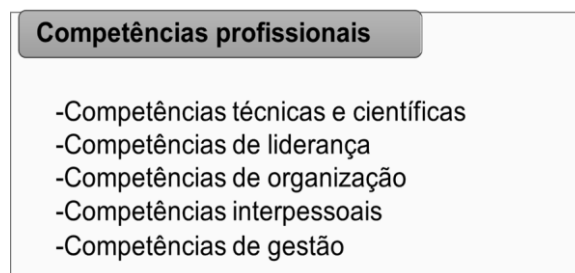 Competências profissionais
-Competências técnicas e científicas
-Competências de liderança
-Competências de organização
-Competências interpessoais
-Competências de gestão